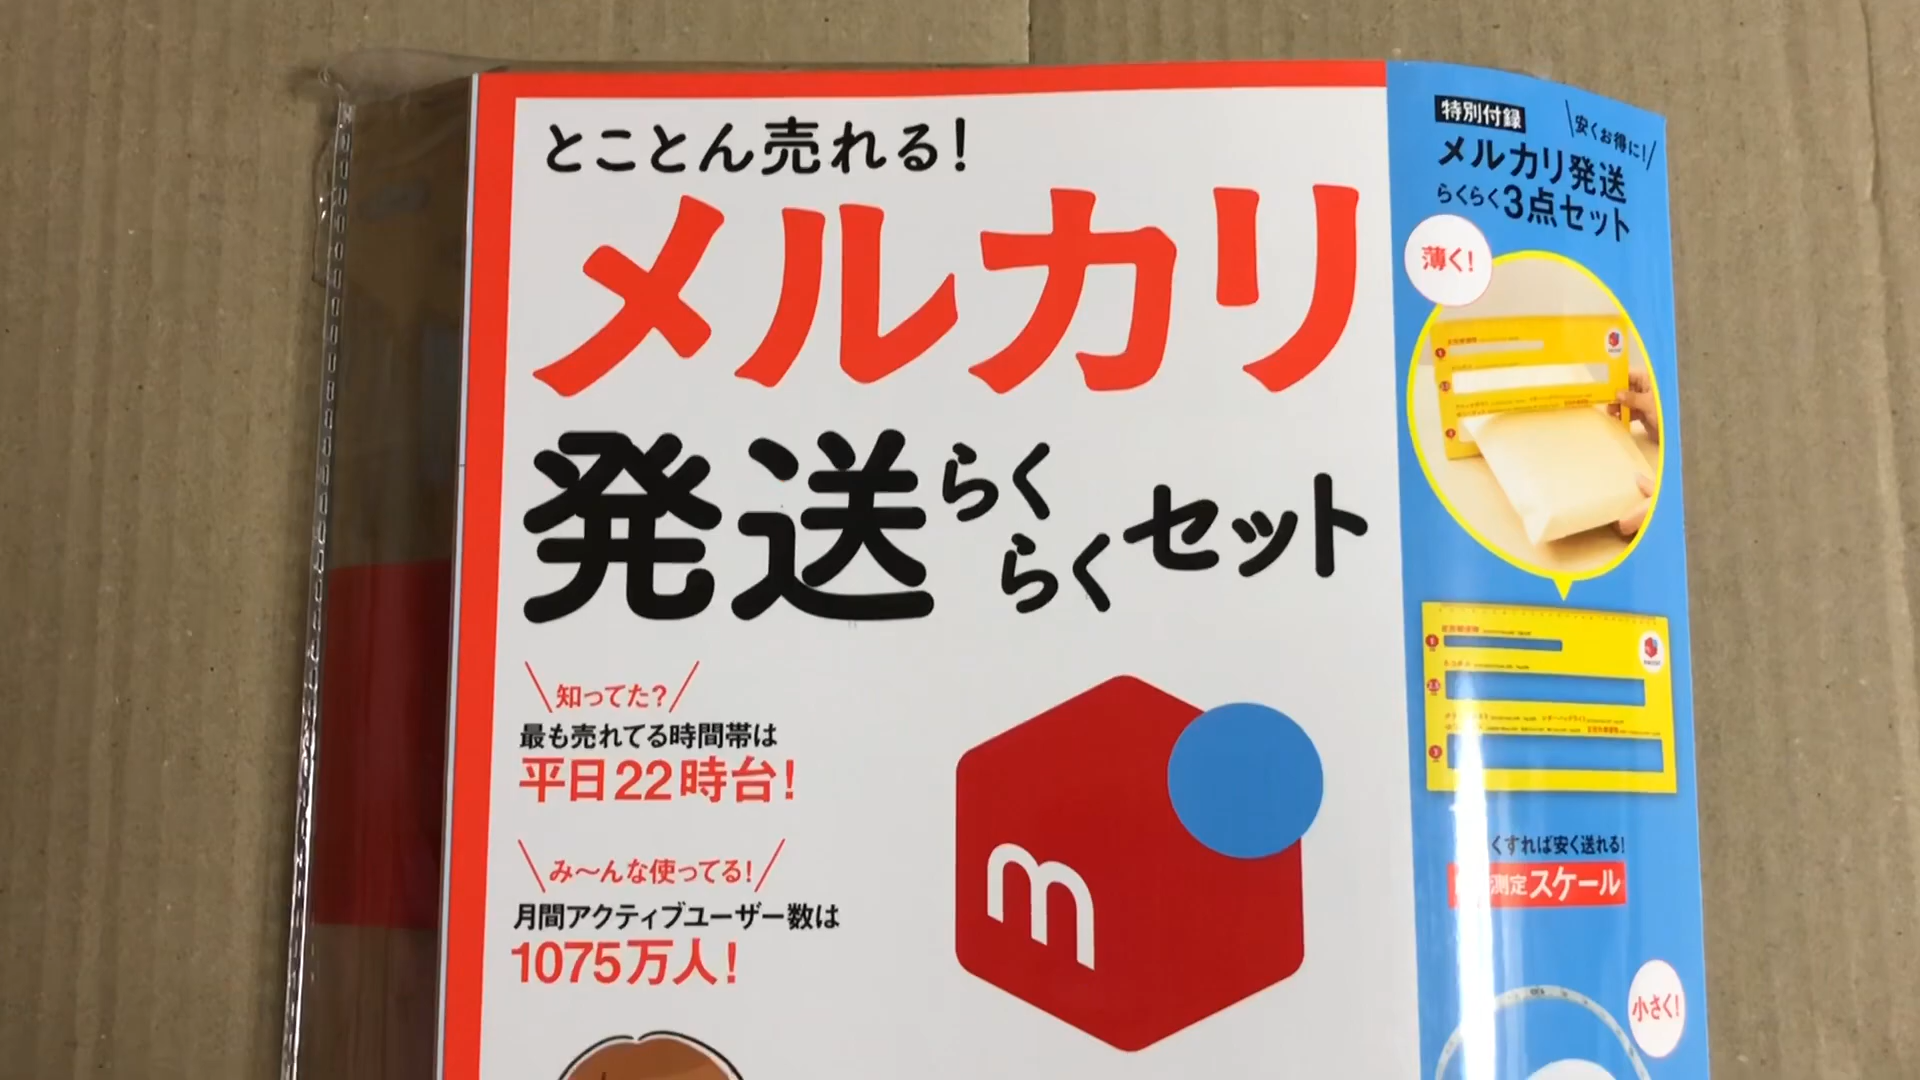 とことん売れる!
メルカリ
発送らくらくセット
知ってた?
最も売れてる時間帯は
平日22時台!
み〜んな使ってる!
月間アクティブユーザー数は
1075万人!
m
特別付録
安くお得に!
メルカリ発送
らくらく3点セット
薄く!
くすれば安く送れる!
測定スケール
小さく!